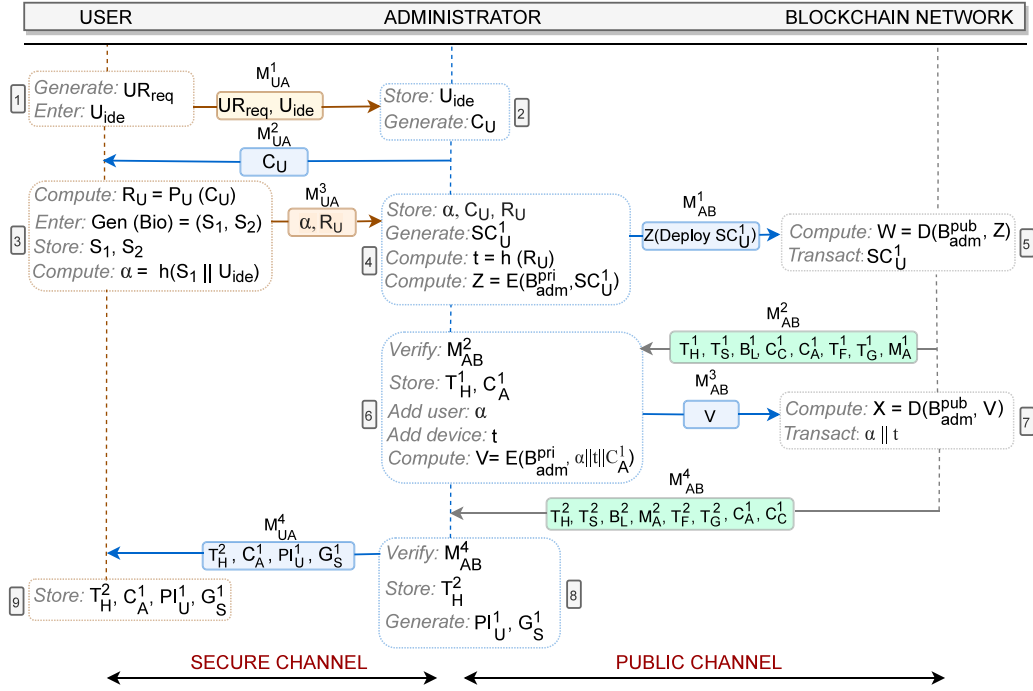 USER ADMINISTRATOR BLOCKCHAIN NETWORK
1
Generate: UR_req
Enter: U_ide
M^1_UA
UR_req, U_ide
Store: U_ide
Generate: C_U
2
M^2_UA
C_U
3
Compute: R_U = P_U (C_U)
Enter: Gen (Bio) = (S_1, S_2)
Store: S_1, S_2
Compute: α = h(S_1 || U_ide)
M^3_UA
α, R_U
4
Store: α, C_U, R_U
Generate: SC^1_U
Compute: t = h (R_U)
Compute: Z = E(B^pri_adm, SC^1_U)
M^1_AB
Z(Deploy SC^1_U)
Compute: W = D(B^pub_adm, Z)
Transact: SC^1_U
5
M^2_AB
T^1_H, T^1_S, B^1_L, C^1_C, C^1_A, T^1_F, T^1_G, M^1_A
6
Verify: M^2_AB
Store: T^1_H, C^1_A
Add user: α
Add device: t
Compute: V= E(B^pri_adm, α||t||C^1_A)
M^3_AB
V
Compute: X = D(B^pub_adm, V)
Transact: α || t
7
M^4_AB
T^2_H, T^2_S, B^2_L, M^2_A, T^2_F, T^2_G, C^1_A, C^1_C
M^4_UA
T^2_H, C^1_A, PI^1_U, G^1_S
Verify: M^4_AB
Store: T^2_H
Generate: PI^1_U, G^1_S
8
9
Store: T^2_H, C^1_A, PI^1_U, G^1_S
SECURE CHANNEL PUBLIC CHANNEL